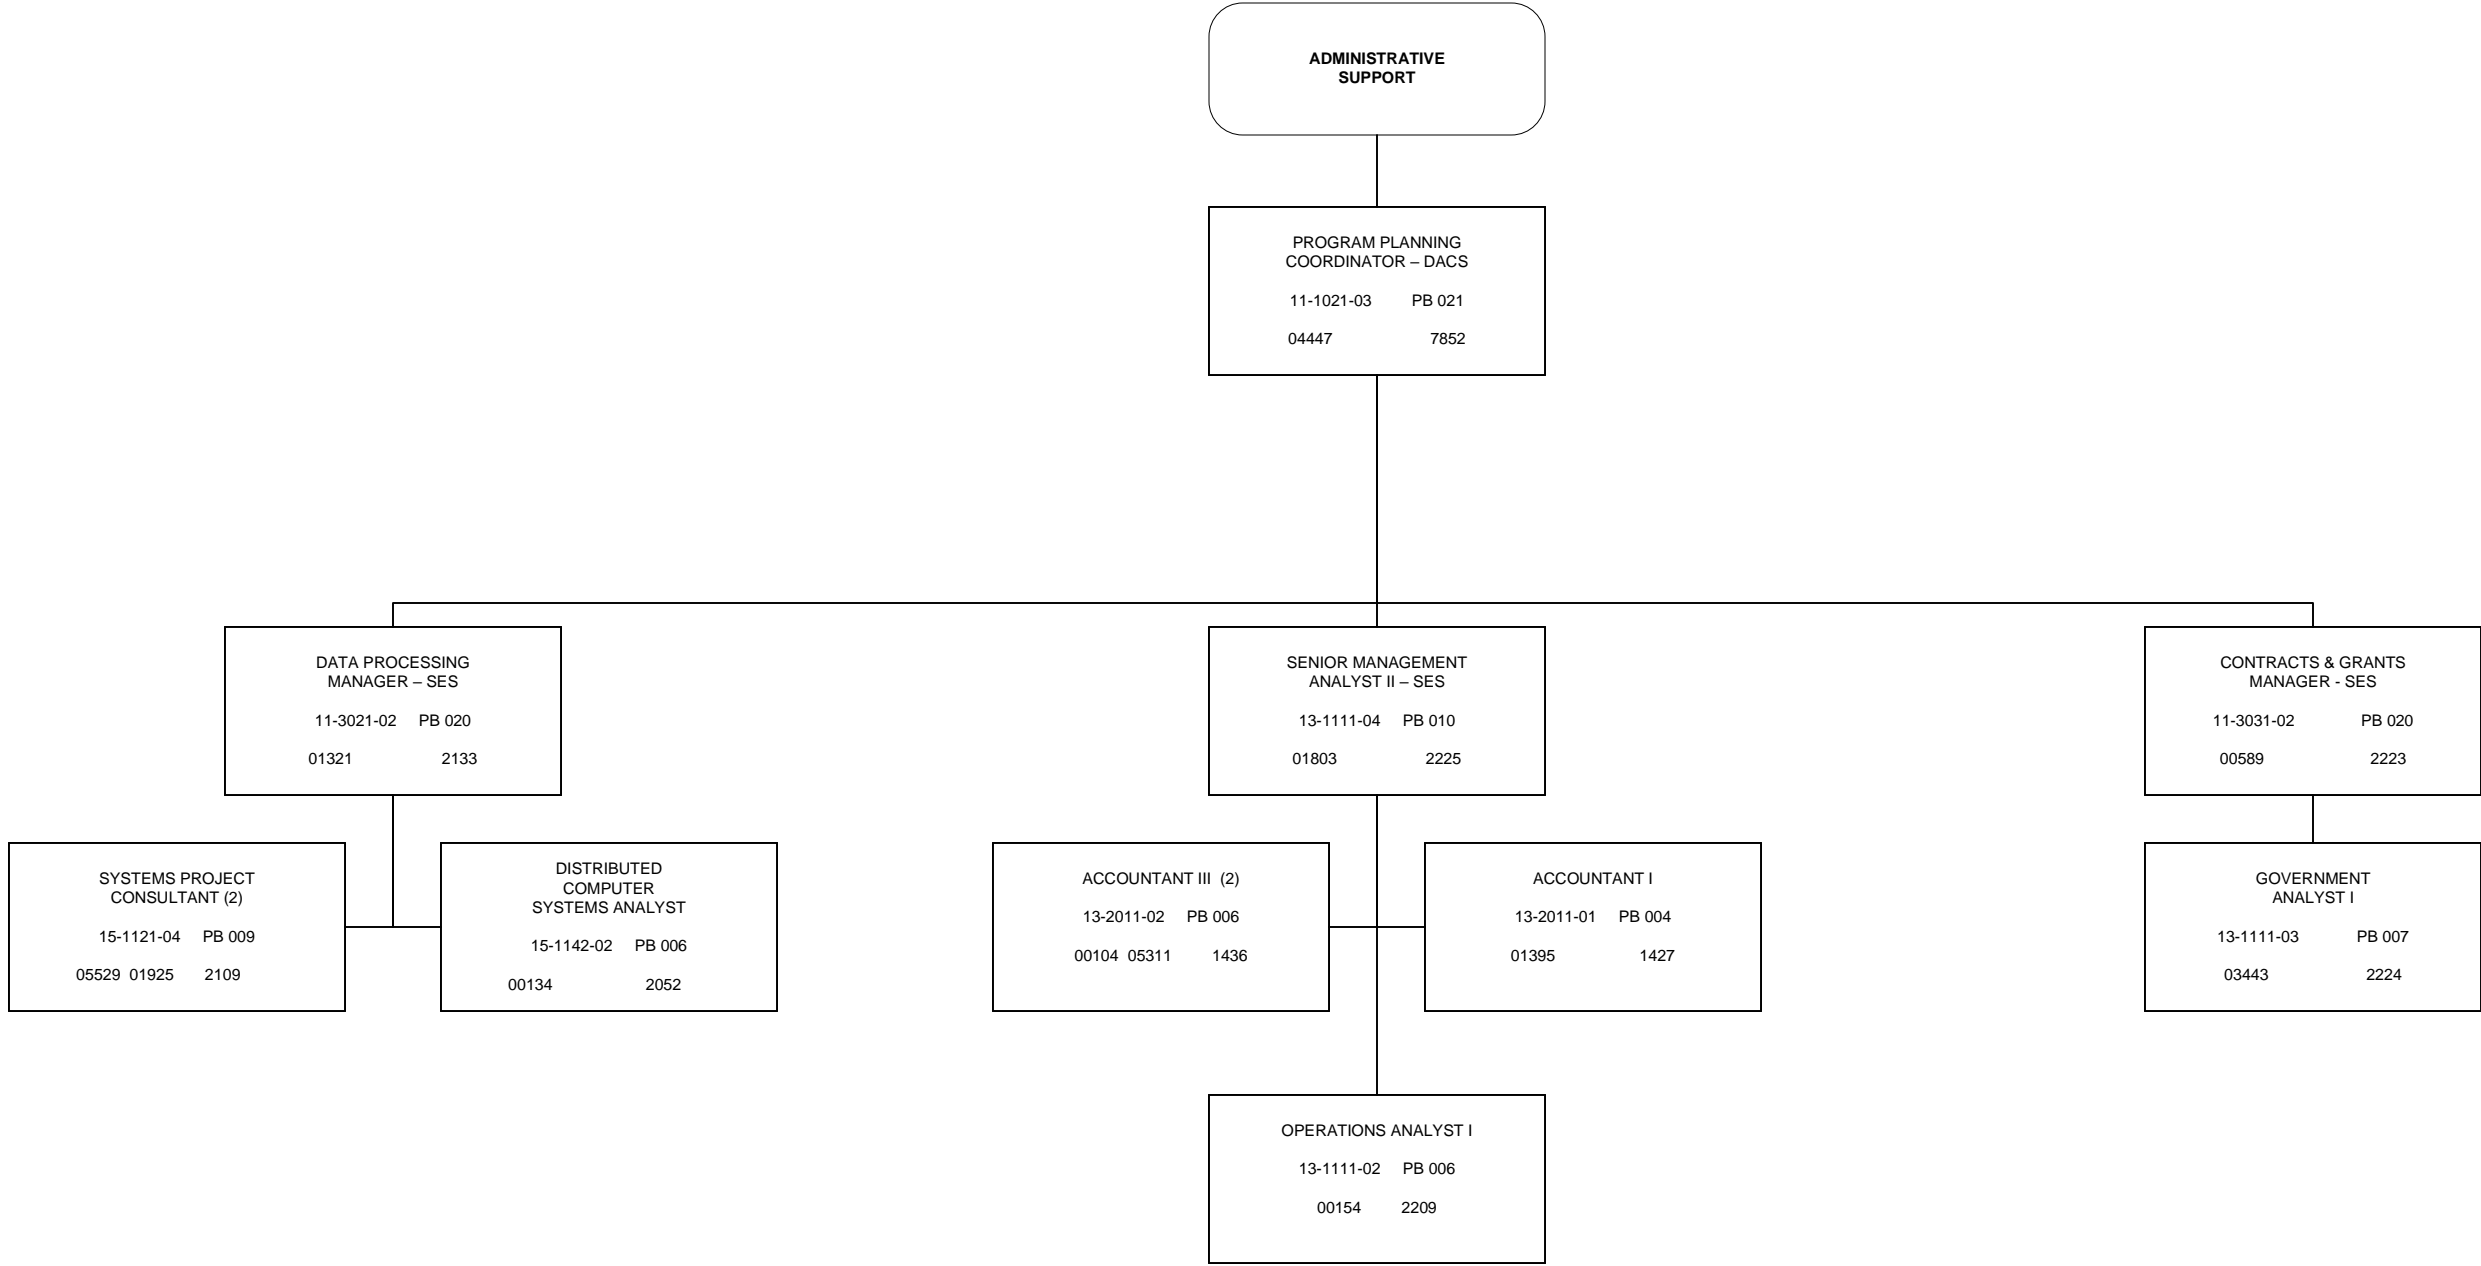 ADMINISTRATIVE
SUPPORT
PROGRAM PLANNING
COORDINATOR – DACS
11-1021-03 PB 021
04447 7852
DATA PROCESSING
MANAGER – SES
11-3021-02 PB 020
01321 2133
SENIOR MANAGEMENT
ANALYST II – SES
13-1111-04 PB 010
01803 2225
CONTRACTS & GRANTS
MANAGER - SES
11-3031-02 PB 020
00589 2223
SYSTEMS PROJECT
CONSULTANT (2)
15-1121-04 PB 009
05529 01925 2109
DISTRIBUTED
COMPUTER
SYSTEMS ANALYST
15-1142-02 PB 006
00134 2052
ACCOUNTANT III (2)
13-2011-02 PB 006
00104 05311 1436
ACCOUNTANT I
13-2011-01 PB 004
01395 1427
GOVERNMENT
ANALYST I
13-1111-03 PB 007
03443 2224
OPERATIONS ANALYST I
13-1111-02 PB 006
00154 2209